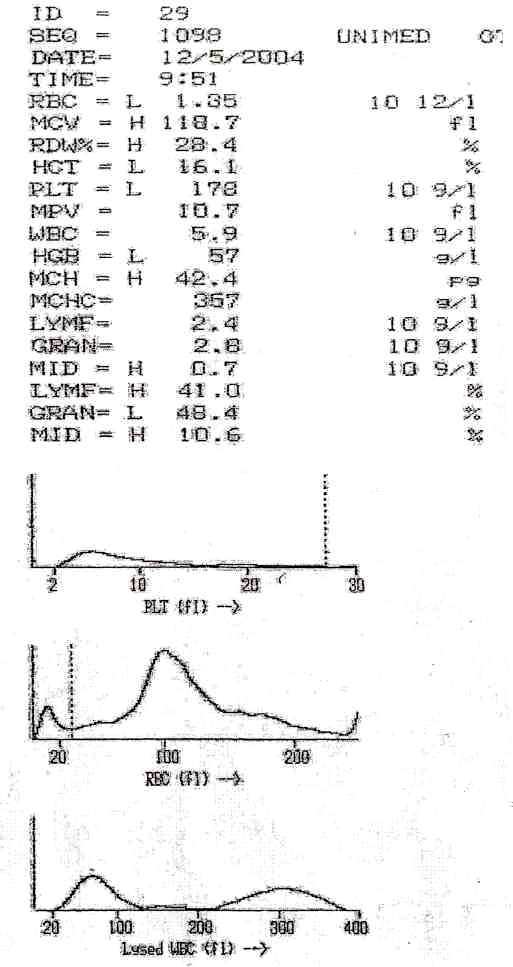 ID = 29
SEQ = 1098 UNIMED
DATE= 12/5/2004
TIME= 9:51
RBC = L 1.35 10 12/l
MCV = H 118.7 fl
RDW%= H 28.4 %
HCT = L 16.1 %
PLT = L 178 10 9/l
MPV = 10.7 fl
WBC = 5.9 10 9/l
HGB = L 57 g/l
MCH = H 42.4 pg
MCHC= 357 g/l
LYMF= 2.4 10 9/l
GRAN= 2.8 10 9/l
MID = H 0.7 10 9/l
LYMF= H 41.0 %
GRAN= L 48.4 %
MID = H 10.6 %
2 10 20 30
PLT (fl) -->
20 100 200
RBC (fl) -->
20 100 200 300 400
Lysed WBC (fl) -->